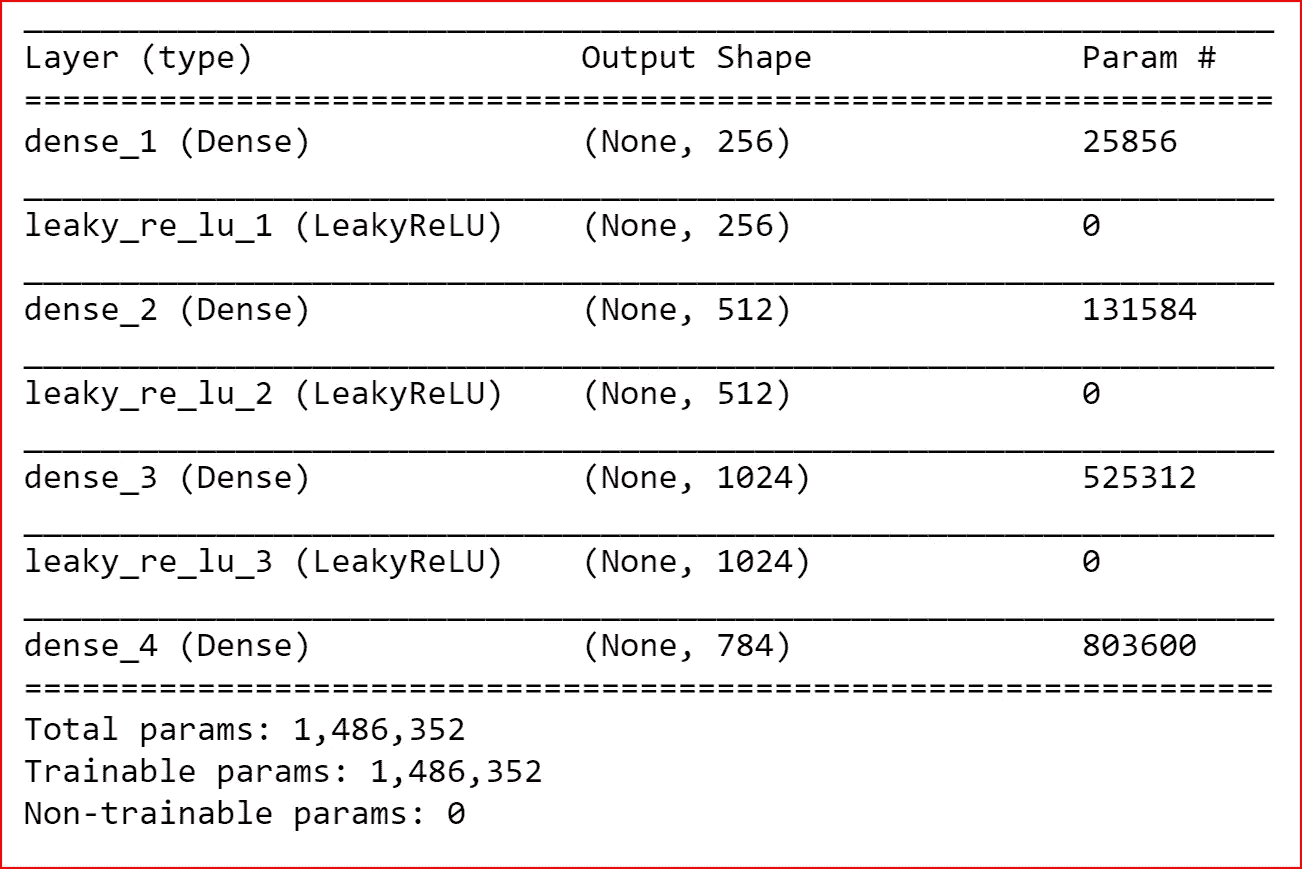 Layer (type) Output Shape Param #
dense_1 (Dense) (None, 256) 25856
leaky_re_lu_1 (LeakyReLU) (None, 256) 0
dense_2 (Dense) (None, 512) 131584
leaky_re_lu_2 (LeakyReLU) (None, 512) 0
dense_3 (Dense) (None, 1024) 525312
leaky_re_lu_3 (LeakyReLU) (None, 1024) 0
dense_4 (Dense) (None, 784) 803600
Total params: 1,486,352
Trainable params: 1,486,352
Non-trainable params: 0